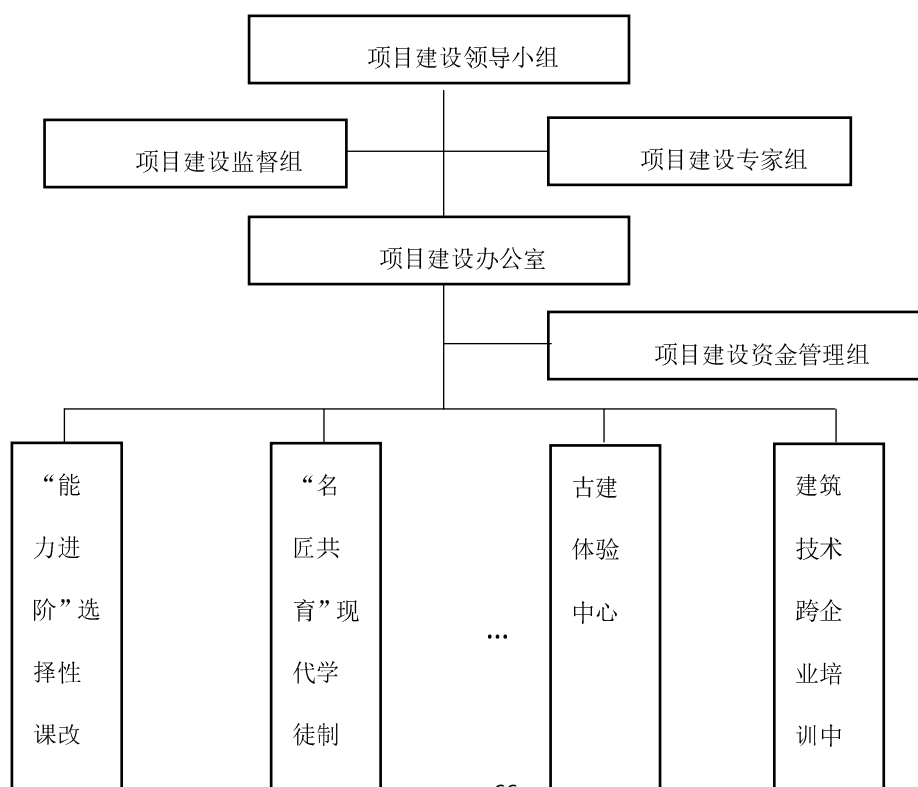 项目建设领导小组
项目建设监督组
项目建设专家组
项目建设办公室
项目建设资金管理组
“能
力进
阶”选
择性
课改
“名
匠共
育”现
代学
徒制
...
古建
体验
中心
建筑
技术
跨企
业培
训中